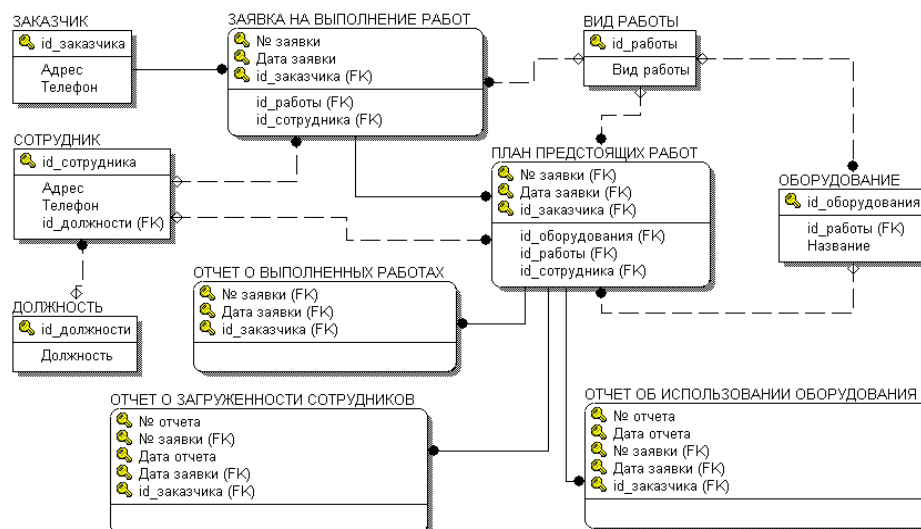 ЗАКАЗЧИК
id_заказчика
Адрес
Телефон
ЗАЯВКА НА ВЫПОЛНЕНИЕ РАБОТ
№ заявки
Дата заявки
id_заказчика (FK)
id_работы (FK)
id_сотрудника (FK)
ВИД РАБОТЫ
id_работы
Вид работы
СОТРУДНИК
id_сотрудника
Адрес
Телефон
id_должности (FK)
ПЛАН ПРЕДСТОЯЩИХ РАБОТ
№ заявки (FK)
Дата заявки (FK)
id_заказчика (FK)
id_оборудования (FK)
id_работы (FK)
id_сотрудника (FK)
ОБОРУДОВАНИЕ
id_оборудования
id_работы (FK)
Название
ДОЛЖНОСТЬ
id_должности
Должность
ОТЧЕТ О ВЫПОЛНЕННЫХ РАБОТАХ
№ заявки (FK)
Дата заявки (FK)
id_заказчика (FK)
ОТЧЕТ О ЗАГРУЖЕННОСТИ СОТРУДНИКОВ
№ отчета
№ заявки (FK)
Дата отчета
Дата заявки (FK)
id_заказчика (FK)
ОТЧЕТ ОБ ИСПОЛЬЗОВАНИИ ОБОРУДОВАНИЯ
№ отчета
Дата отчета
№ заявки (FK)
Дата заявки (FK)
id_заказчика (FK)